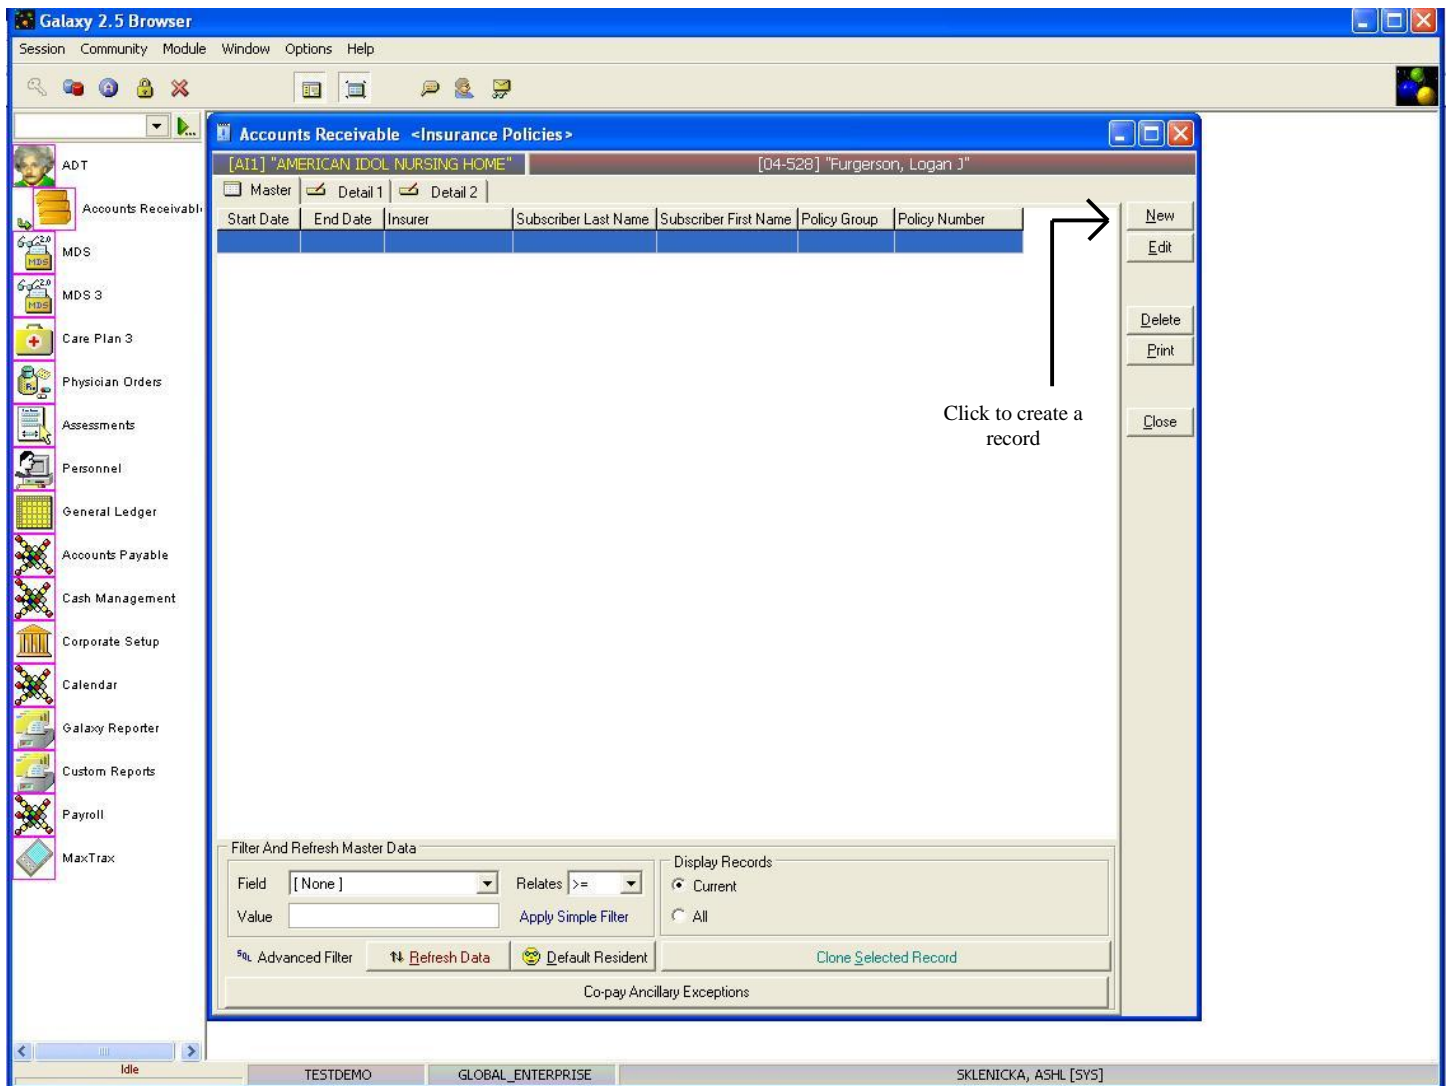 Galaxy 2.5 Browser
Session Community Module Window Options Help
Accounts Receivable <Insurance Policies>
[AI1] "AMERICAN IDOL NURSING HOME" [04-528] "Furgerson, Logan J"
Master Detail 1 Detail 2
Start Date End Date Insurer Subscriber Last Name Subscriber First Name Policy Group Policy Number
New
Edit
Delete
Print
Close
Click to create a
record
ADT
Accounts Receivabl
MDS
MDS 3
Care Plan 3
Physician Orders
Assessments
Personnel
General Ledger
Accounts Payable
Cash Management
Corporate Setup
Calendar
Galaxy Reporter
Custom Reports
Payroll
MaxTrax
Filter And Refresh Master Data
Field [ None ] Relates >=
Value Apply Simple Filter
Display Records
Current
All
SQL Advanced Filter Refresh Data Default Resident Clone Selected Record
Co-pay Ancillary Exceptions
Idle TESTDEMO GLOBAL_ENTERPRISE SKLENICKA, ASHL [SYS]